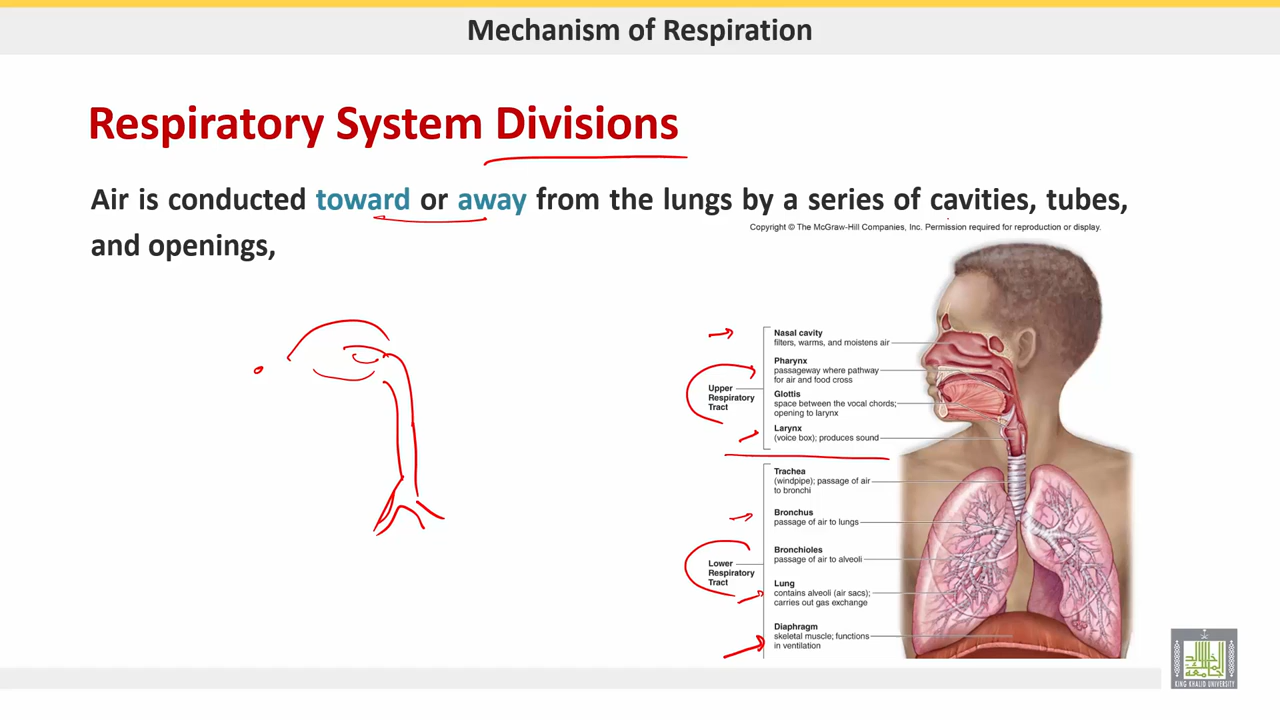 Mechanism of Respiration
Respiratory System Divisions
Air is conducted toward or away from the lungs by a series of cavities, tubes,
and openings,
Copyright © The McGraw-Hill Companies, Inc. Permission required for reproduction or display.
Upper
Respiratory
Tract
Nasal cavity
filters, warms, and moistens air
Pharynx
passageway where pathway
for air and food cross
Glottis
space between the vocal chords;
opening to larynx
Larynx
(voice box); produces sound
Lower
Respiratory
Tract
Trachea
(windpipe); passage of air
to bronchi
Bronchus
passage of air to lungs
Bronchioles
passage of air to alveoli
Lung
contains alveoli (air sacs);
carries out gas exchange
Diaphragm
skeletal muscle; functions
in ventilation
KING KHALID UNIVERSITY